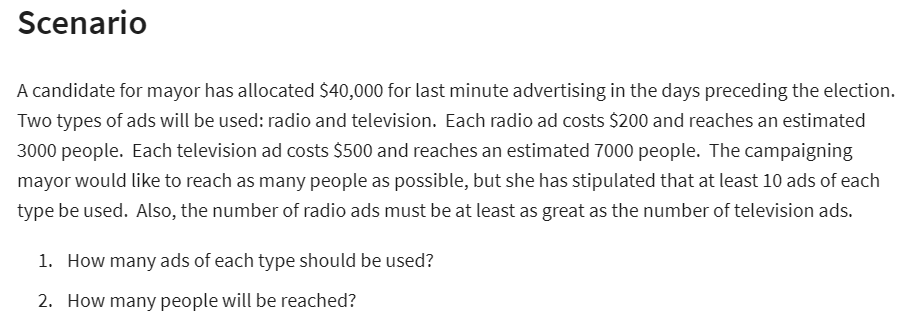 Scenario
A candidate for mayor has allocated $40,000 for last minute advertising in the days preceding the election.
Two types of ads will be used: radio and television.  Each radio ad costs $200 and reaches an estimated
3000 people.  Each television ad costs $500 and reaches an estimated 7000 people.  The campaigning
mayor would like to reach as many people as possible, but she has stipulated that at least 10 ads of each
type be used.  Also, the number of radio ads must be at least as great as the number of television ads.
1. How many ads of each type should be used?
2. How many people will be reached?